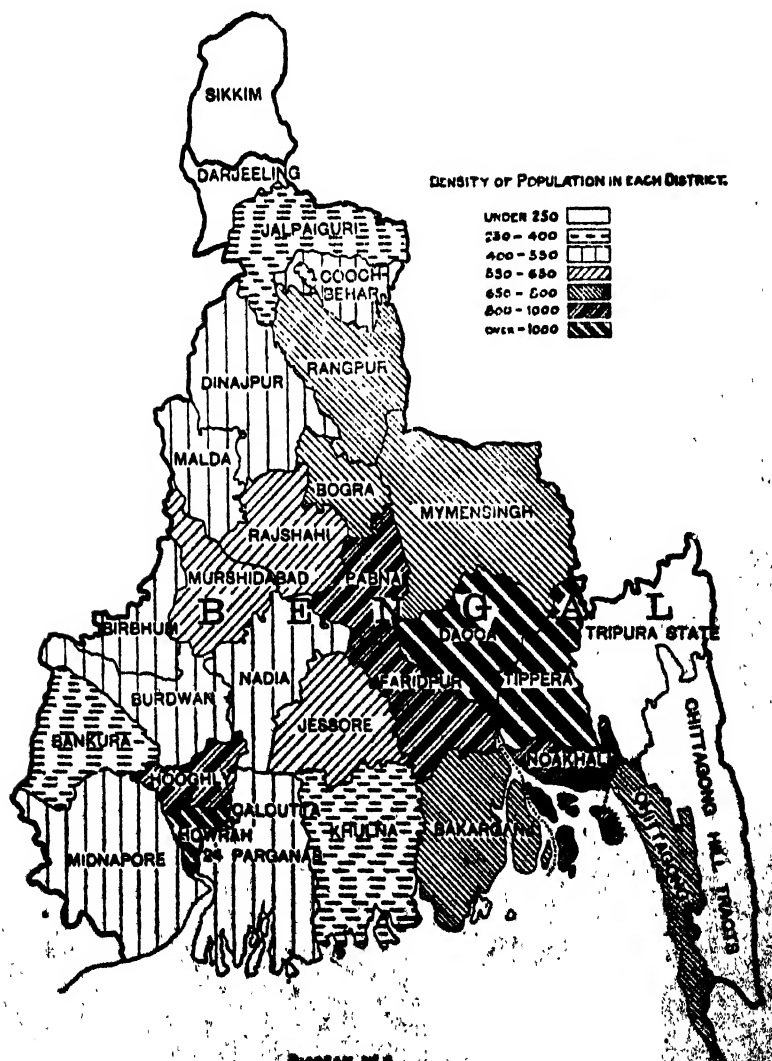 SIKKIM
DARJEELING
DENSITY OF POPULATION IN EACH DISTRICT.
UNDER 250
250-400
400-550
550-650
650-800
800-1000
OVER-1000
JALPAIGURI
COOCH
BEHAR
RANGPUR
DINAJPUR
MALDA
BOGRA
MYMENSINGH
RAJSHAHI
MURSHIDABAD
PABNA
BENGAL
BIRBHUM
DACCA
TRIPURA STATE
NADIA
FARIDPUR
TIPPERA
BURDWAN
JESSORE
BANKURA
HOOGHLY
NOAKHALI
CALCUTTA
HOWRAH
KHULNA
BAKARGANJ
MIDNAPORE
24 PARGANAS
CHITTAGONG
CHITTAGONG HILL TRACTS